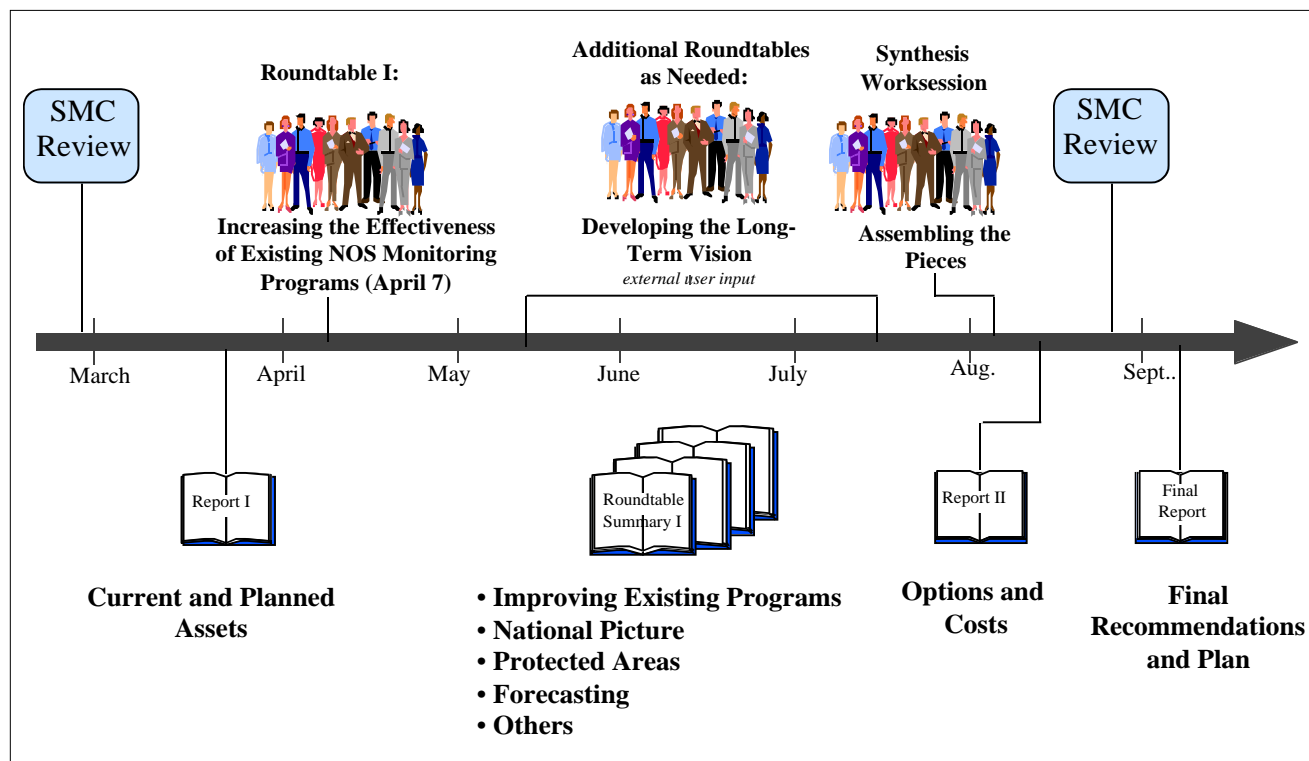 SMC
Review
Roundtable I:
Increasing the Effectiveness
of Existing NOS Monitoring
Programs (April 7)
Additional Roundtables
as Needed:
Developing the Long-
Term Vision
external user input
Synthesis
Worksession
Assembling the
Pieces
SMC
Review
March
April
May
June
July
Aug.
Sept..
Report I
Current and Planned
Assets
Roundtable
Summary I
• Improving Existing Programs
• National Picture
• Protected Areas
• Forecasting
• Others
Report II
Options and
Costs
Final
Report
Final
Recommendations
and Plan